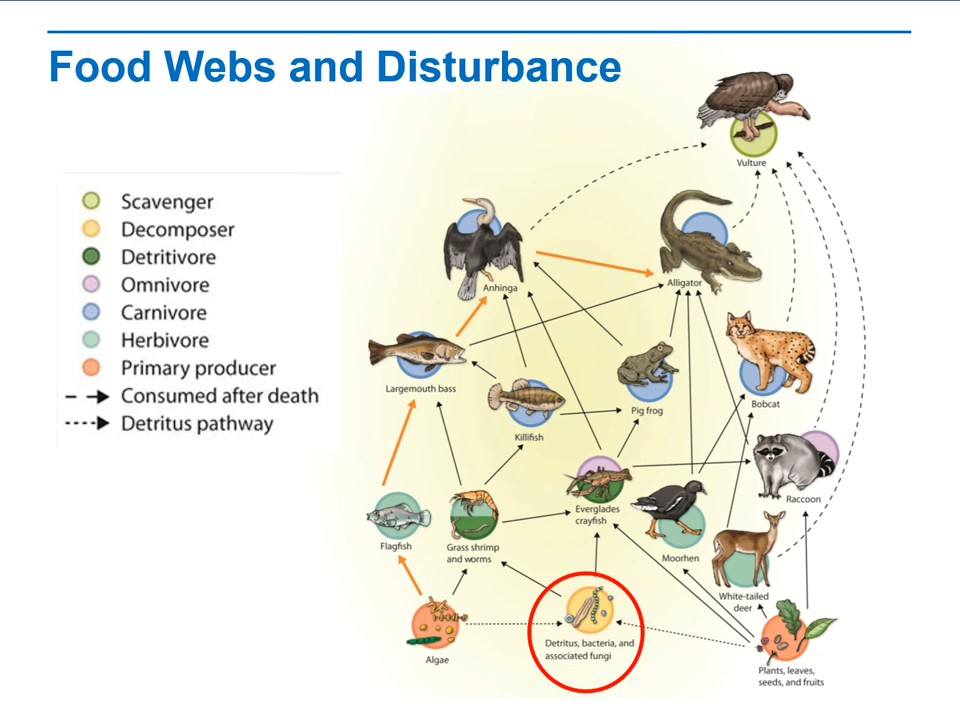 Food Webs and Disturbance
Vulture
Scavenger
Decomposer
Detritivore
Omnivore
Carnivore
Herbivore
Primary producer
Consumed after death
Detritus pathway
Anhinga
Alligator
Largemouth bass
Killifish
Pig frog
Bobcat
Raccoon
Flagfish
Grass shrimp
and worms
Everglades
crayfish
Moorhen
White-tailed
deer
Algae
Detritus, bacteria, and
associated fungi
Plants, leaves,
seeds, and fruits